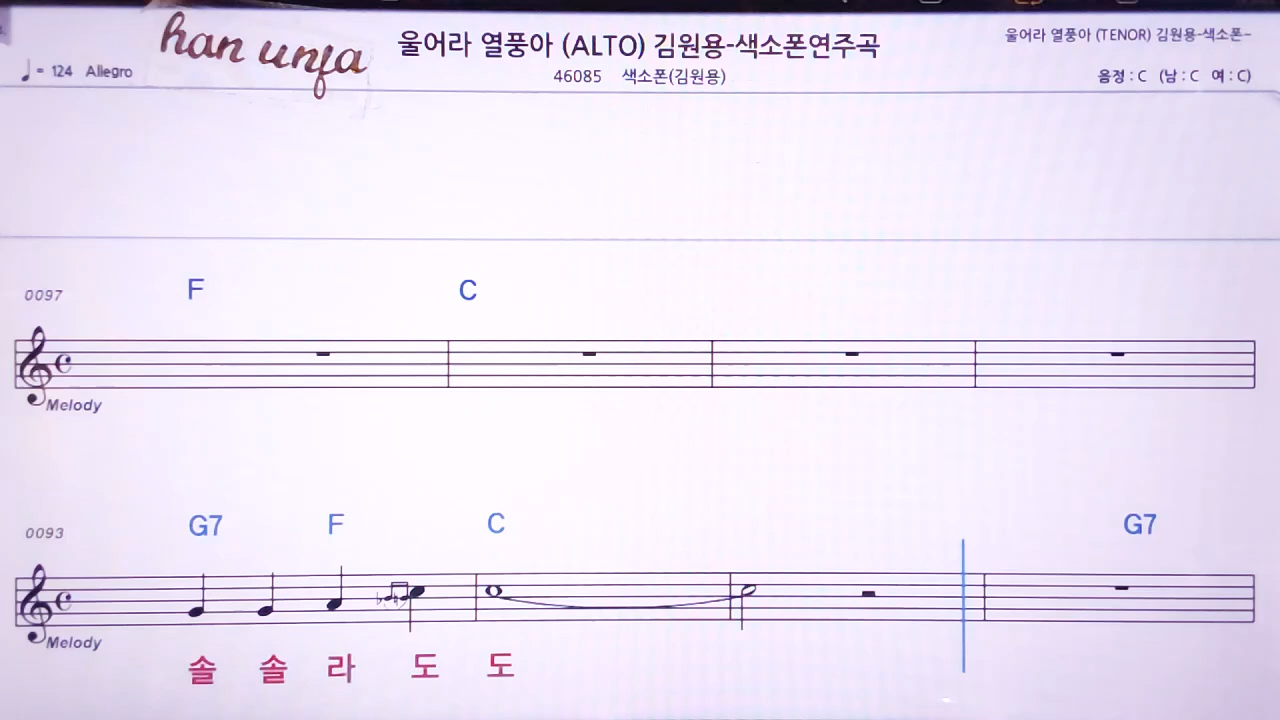 han unja
울어라 열풍아 (ALTO) 김원용-색소폰연주곡
울어라 열풍아 (TENOR) 김원용-색소폰-
♩ = 124 Allegro
46085 색소폰(김원용)
음정 : C (남 : C 여 : C)
0097 F C
Melody
0093 G7 F C G7
Melody
솔 솔 라 도 도